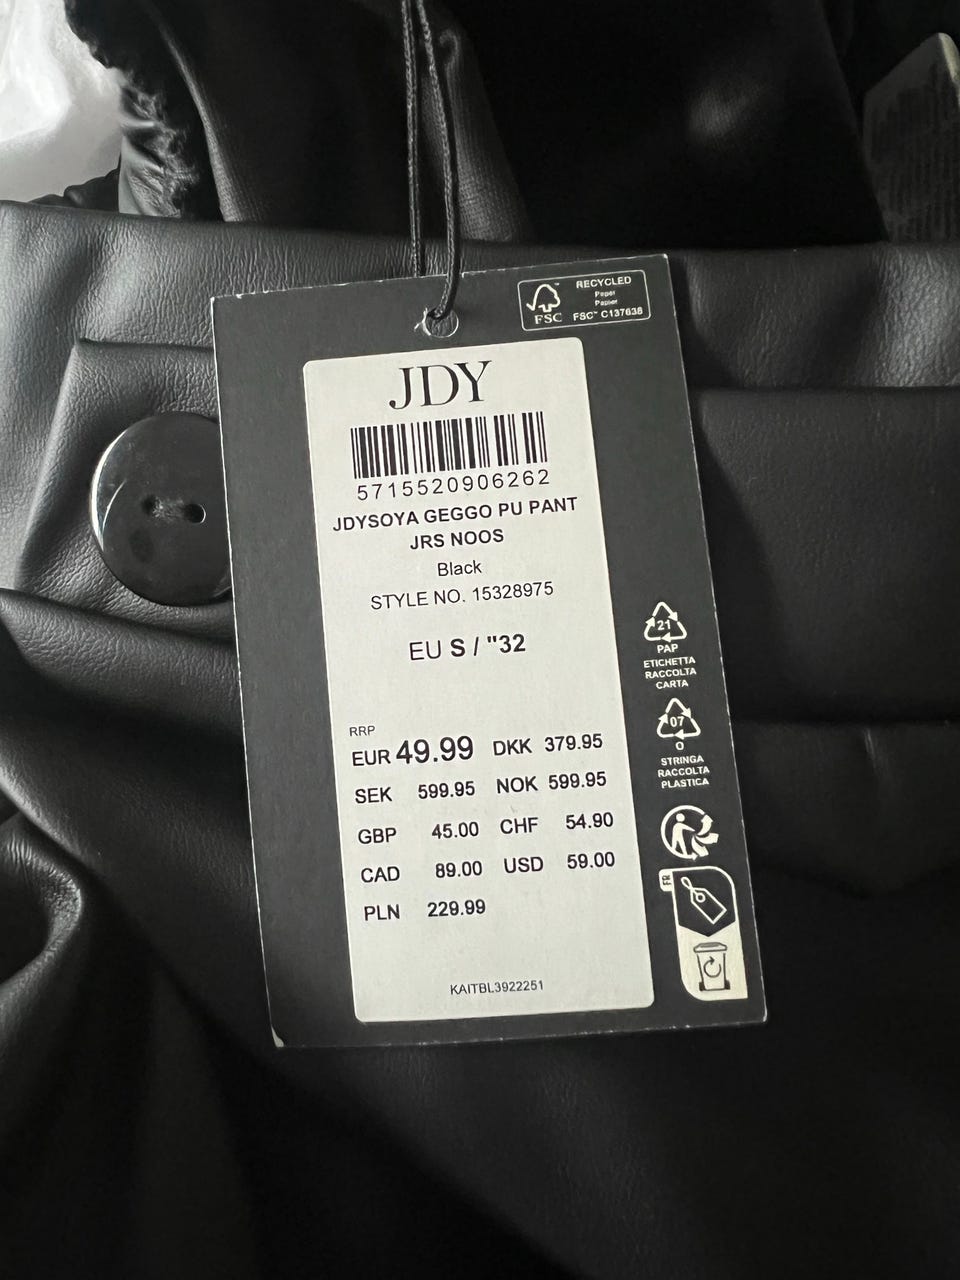 RECYCLED
Paper
Papier
FSC™ C137638
FSC
JDY
5715520906262
JDYSOYA GEGGO PU PANT
JRS NOOS
Black
STYLE NO. 15328975
EU S / "32
RRP
EUR 49.99 DKK 379.95
SEK 599.95 NOK 599.95
GBP 45.00 CHF 54.90
CAD 89.00 USD 59.00
PLN 229.99
KAITBL3922251
21
PAP
ETICHETTA
RACCOLTA
CARTA
07
O
STRINGA
RACCOLTA
PLASTICA
FR